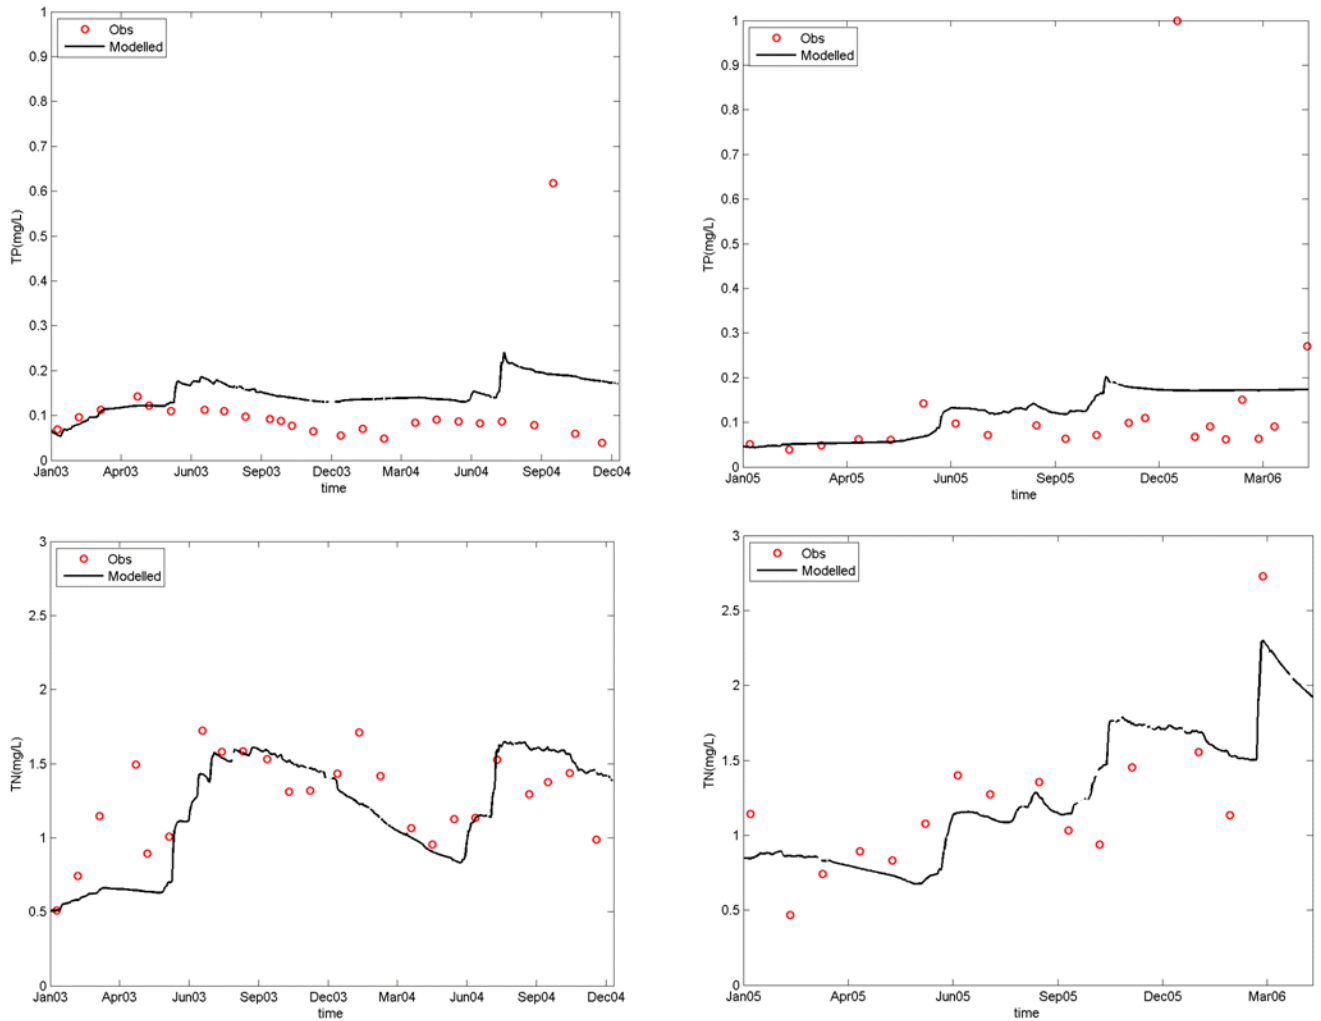 1
0.9
0.8
0.7
0.6
0.5
0.4
0.3
0.2
0.1
0
TP(mg/L)
Obs
Modelled
Jan03 Apr03 Jun03 Sep03 Dec03 Mar04 Jun04 Sep04 Dec04
time
1
0.9
0.8
0.7
0.6
0.5
0.4
0.3
0.2
0.1
0
TP(mg/L)
Obs
Modelled
Jan05 Apr05 Jun05 Sep05 Dec05 Mar06
time
3
2.5
2
1.5
1
0.5
0
TN(mg/L)
Obs
Modelled
Jan03 Apr03 Jun03 Sep03 Dec03 Mar04 Jun04 Sep04 Dec04
time
3
2.5
2
1.5
1
0.5
0
TN(mg/L)
Obs
Modelled
Jan05 Apr05 Jun05 Sep05 Dec05 Mar06
time